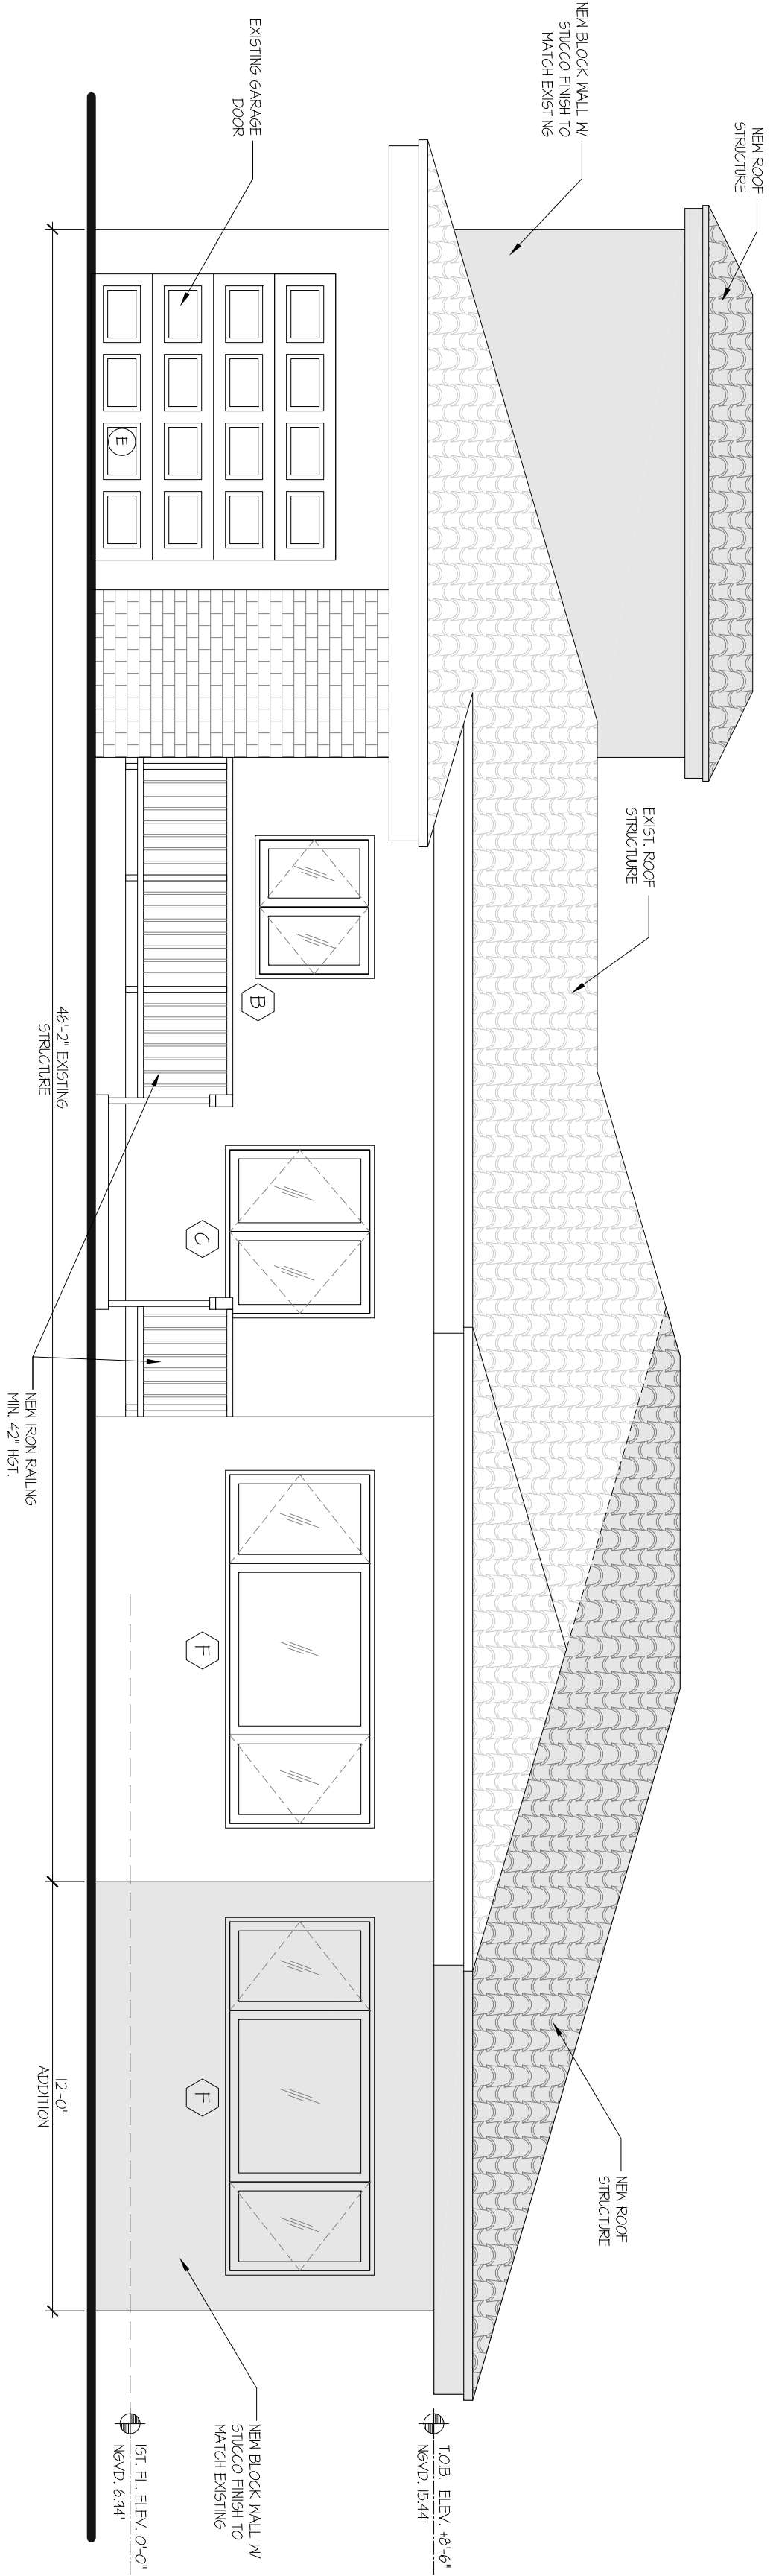 NEW ROOF
STRUCTURE
NEW BLOCK WALL W/
STUCCO FINISH TO
MATCH EXISTING
EXISTING GARAGE
DOOR
E
EXIST. ROOF
STRUCTUURE
B
C
F
F
46'-2" EXISTING
STRUCTURE
NEW IRON RAILNG
MIN. 42" HGT.
12'-0"
ADDITION
NEW ROOF
STRUCTURE
NEW BLOCK WALL W/
STUCCO FINISH TO
MATCH EXISTING
T.O.B. ELEV. +8'-6"
NGVD. 15.44'
1ST. FL. ELEV. 0'-0"
NGVD. 6.94'